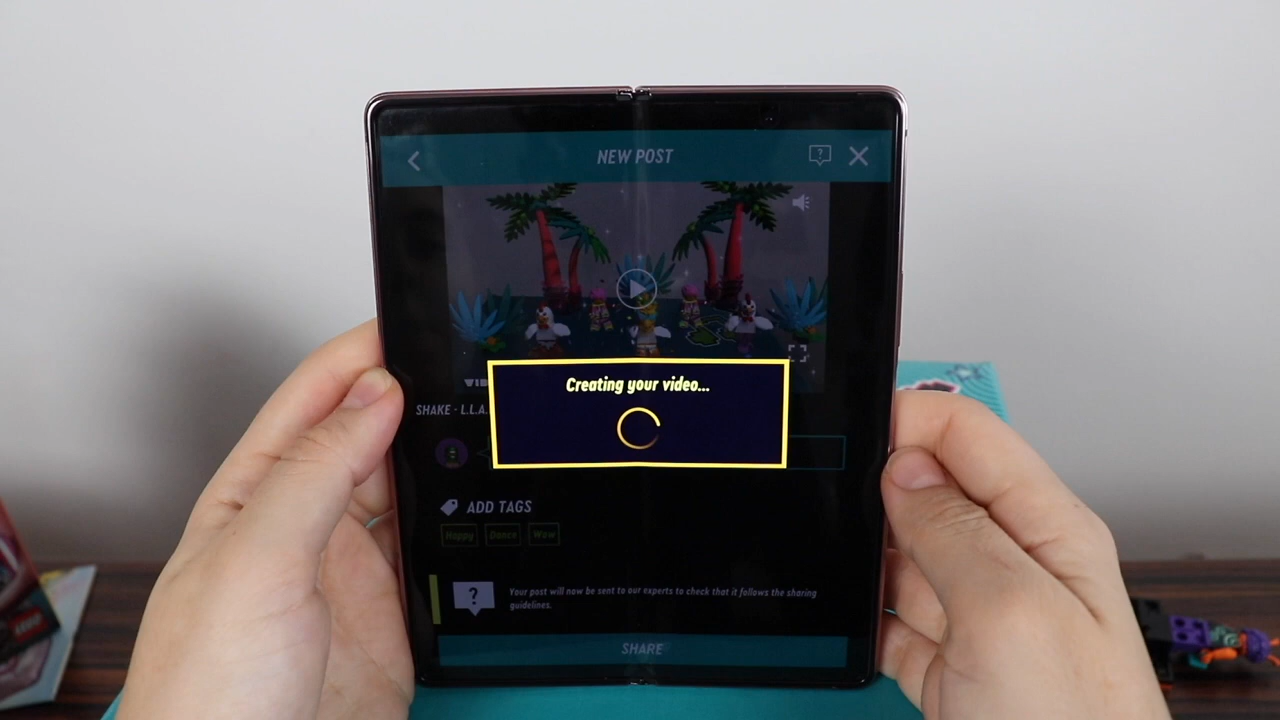 NEW POST
?
SHAKE - L.L.A.
Creating your video...
ADD TAGS
Happy Dance Wow
?
Your post will now be sent to our experts to check that it follows the sharing
guidelines.
SHARE
LEGO